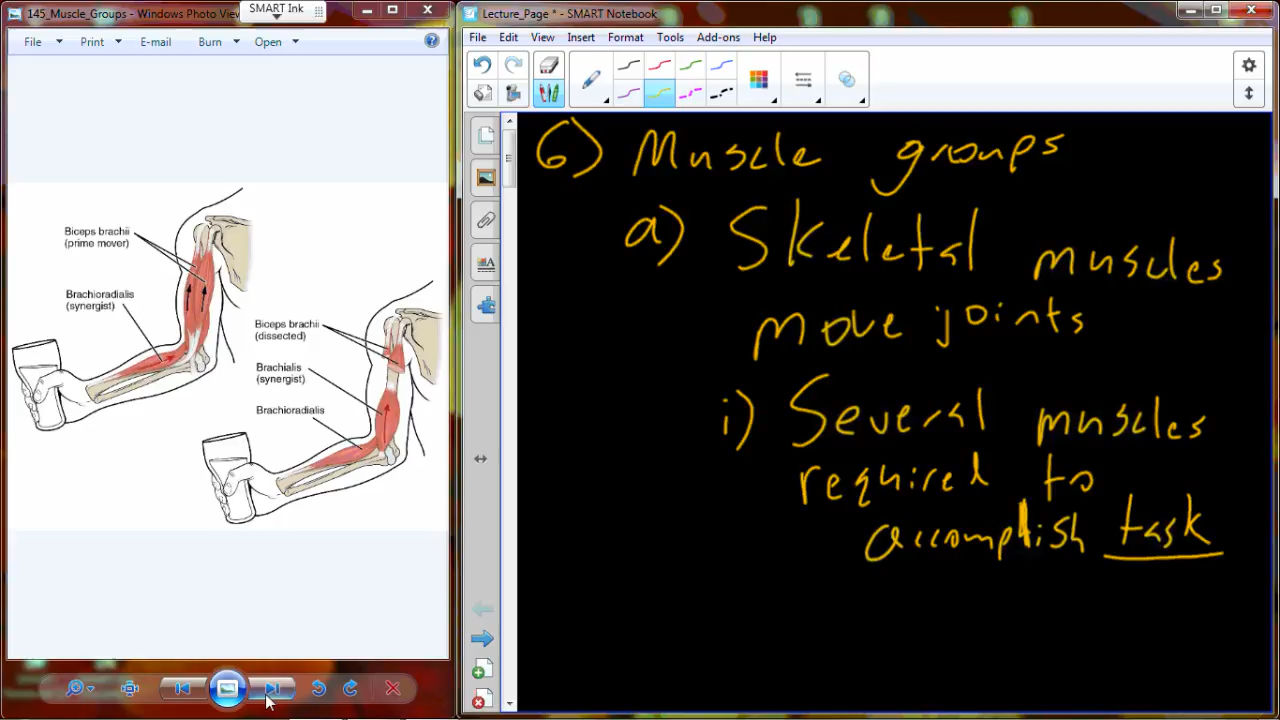 145_Muscle_Groups - Windows Photo View
SMART Ink
File
Print
E-mail
Burn
Open
Biceps brachii
(prime mover)
Brachioradialis
(synergist)
Biceps brachii
(dissected)
Brachialis
(synergist)
Brachioradialis
Lecture_Page * - SMART Notebook
File Edit View Insert Format Tools Add-ons Help
6) Muscle groups
a) Skeletal muscles
move joints
i) Several muscles
required to
accomplish task